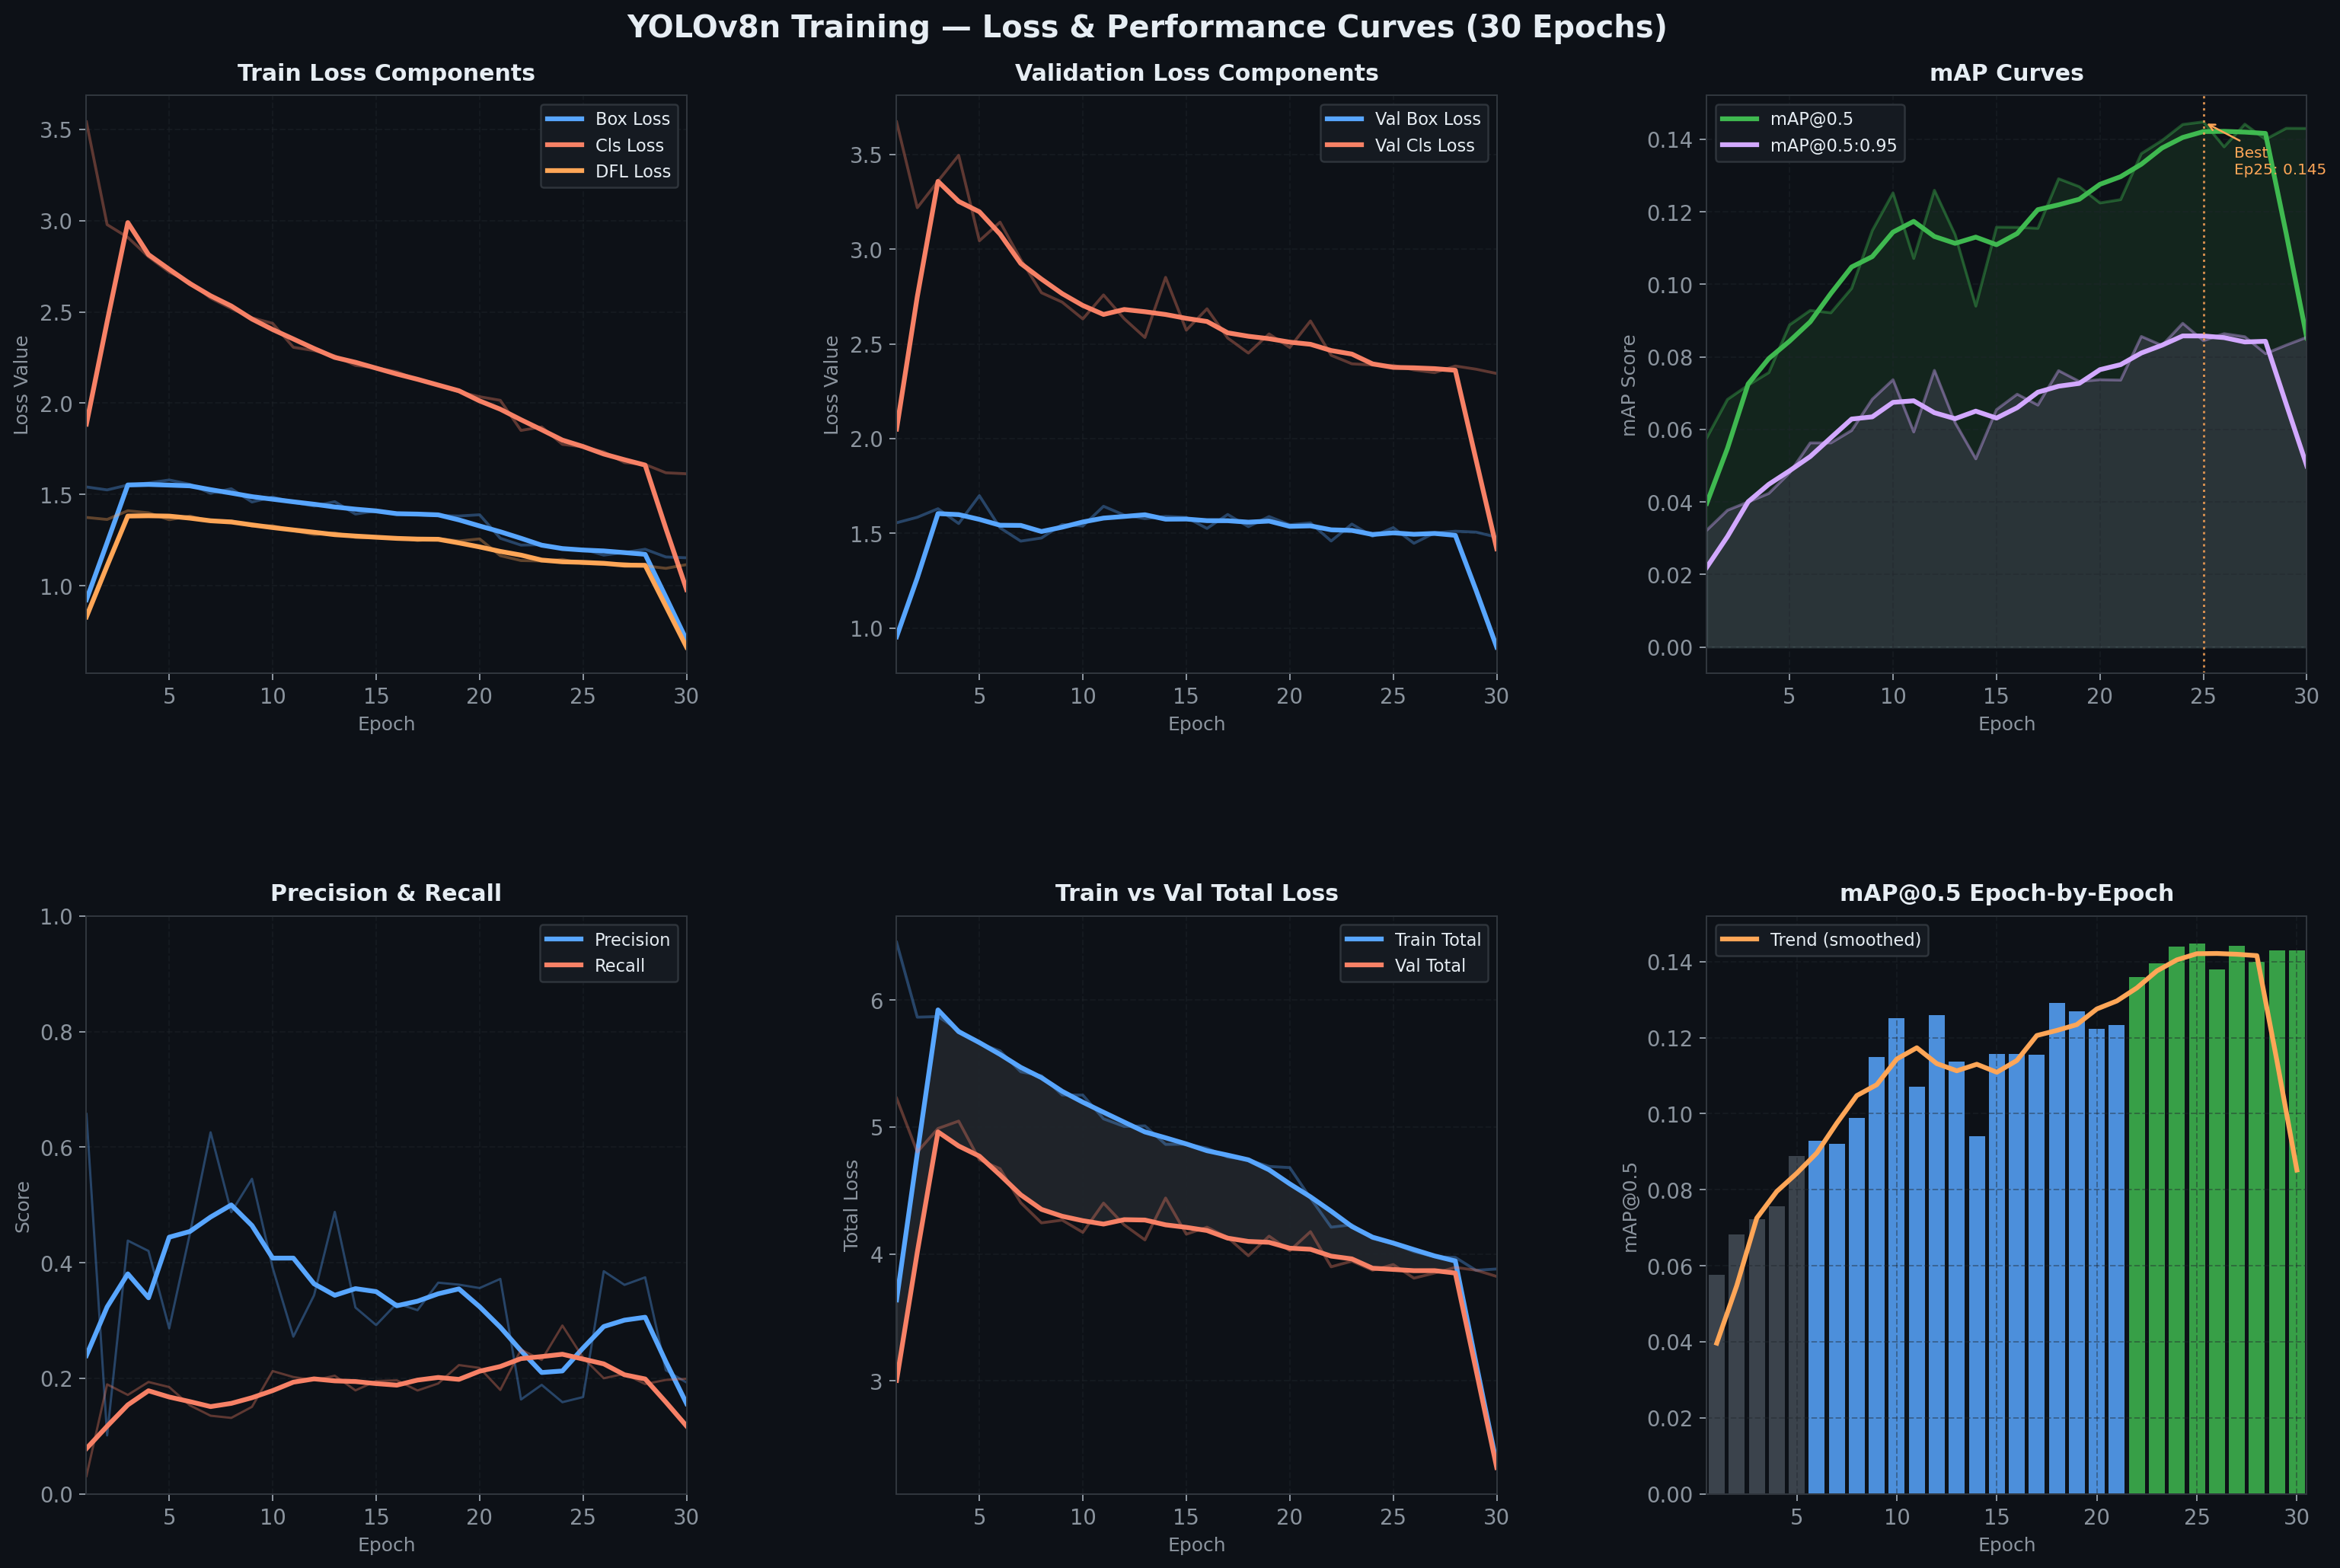 YOLOv8n Training — Loss & Performance Curves (30 Epochs)
Train Loss Components
Box Loss
Cls Loss
DFL Loss
Loss Value
3.5
3.0
2.5
2.0
1.5
1.0
5 10 15 20 25 30
Epoch
Validation Loss Components
Val Box Loss
Val Cls Loss
Loss Value
3.5
3.0
2.5
2.0
1.5
1.0
5 10 15 20 25 30
Epoch
mAP Curves
mAP@0.5
mAP@0.5:0.95
Best
Ep25: 0.145
mAP Score
0.14
0.12
0.10
0.08
0.06
0.04
0.02
0.00
5 10 15 20 25 30
Epoch
Precision & Recall
Precision
Recall
Score
1.0
0.8
0.6
0.4
0.2
0.0
5 10 15 20 25 30
Epoch
Train vs Val Total Loss
Train Total
Val Total
Total Loss
6
5
4
3
5 10 15 20 25 30
Epoch
mAP@0.5 Epoch-by-Epoch
Trend (smoothed)
mAP@0.5
0.14
0.12
0.10
0.08
0.06
0.04
0.02
0.00
5 10 15 20 25 30
Epoch